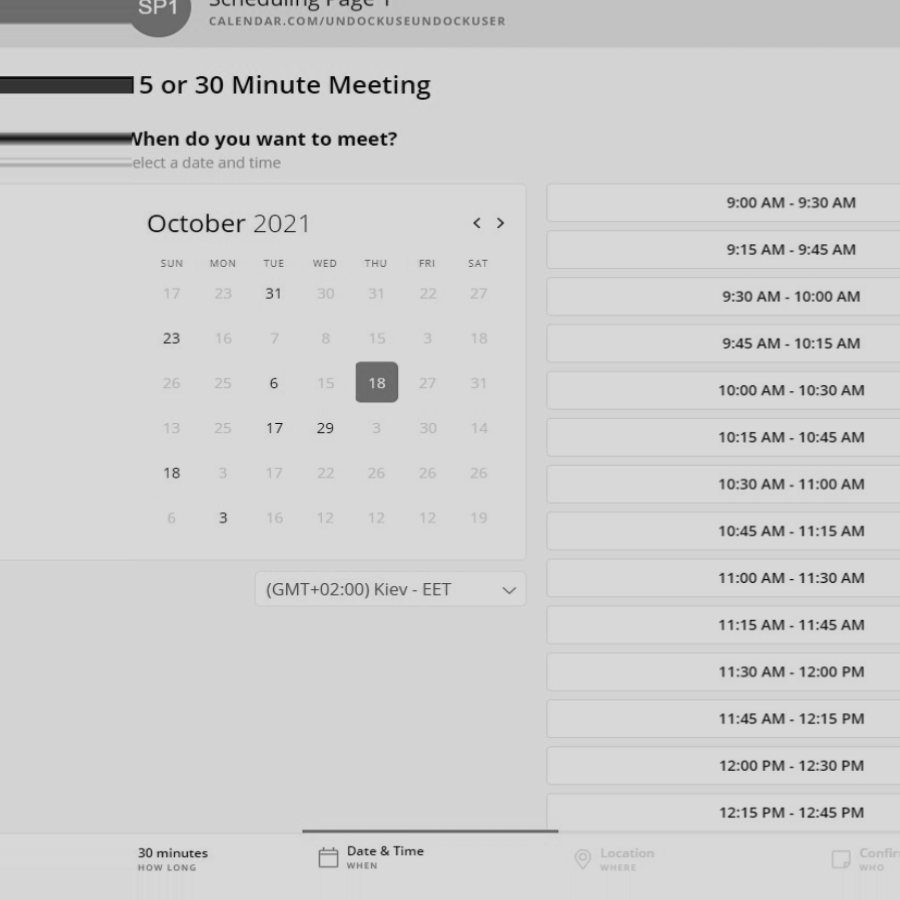 SP1
Scheduling Page 1
CALENDAR.COM/UNDOCKUSEUNDOCKUSER
5 or 30 Minute Meeting
When do you want to meet?
elect a date and time
October 2021
SUN MON TUE WED THU FRI SAT
17 23 31 30 31 22 27
23 16 7 8 15 3 18
26 25 6 15 18 27 31
13 25 17 29 3 30 14
18 3 17 22 26 26 26
6 3 16 12 12 12 19
(GMT+02:00) Kiev - EET
9:00 AM - 9:30 AM
9:15 AM - 9:45 AM
9:30 AM - 10:00 AM
9:45 AM - 10:15 AM
10:00 AM - 10:30 AM
10:15 AM - 10:45 AM
10:30 AM - 11:00 AM
10:45 AM - 11:15 AM
11:00 AM - 11:30 AM
11:15 AM - 11:45 AM
11:30 AM - 12:00 PM
11:45 AM - 12:15 PM
12:00 PM - 12:30 PM
12:15 PM - 12:45 PM
30 minutes
HOW LONG
Date & Time
WHEN
Location
WHERE
Confir
WHO